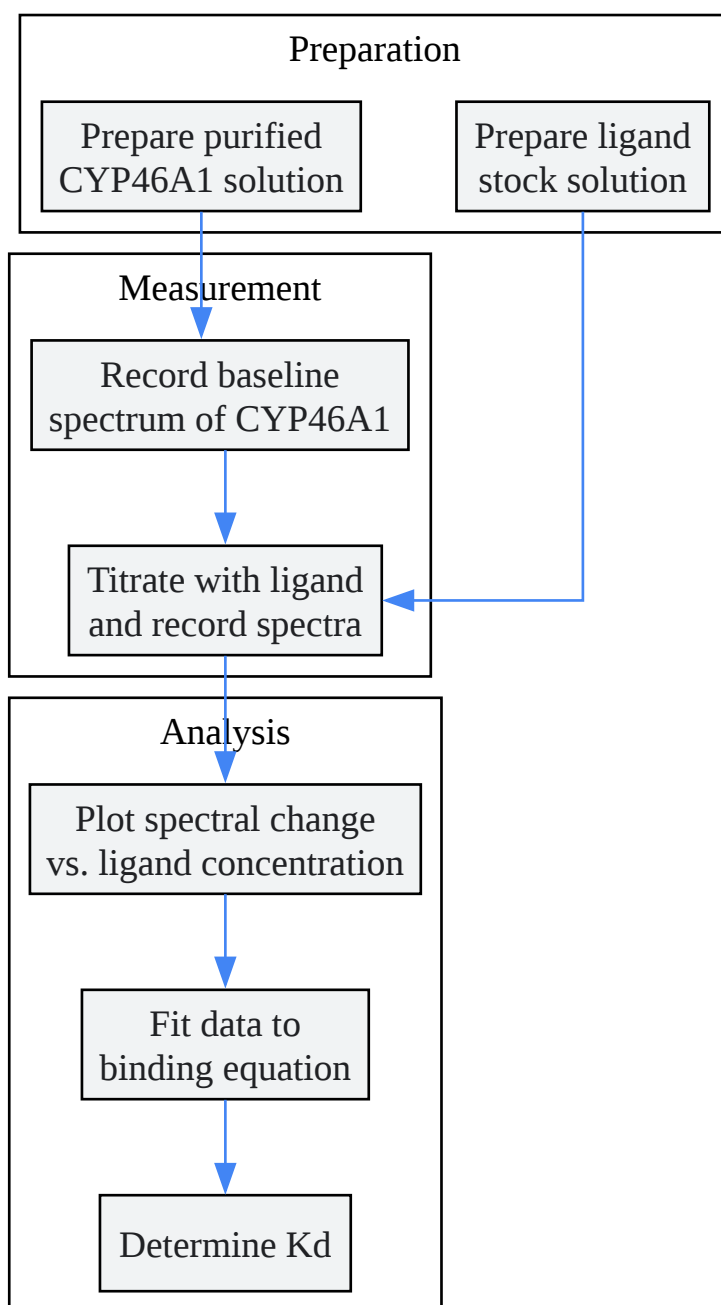 Preparation
Prepare purified
CYP46A1 solution
Prepare ligand
stock solution
Measurement
Record baseline
spectrum of CYP46A1
Titrate with ligand
and record spectra
Analysis
Plot spectral change
vs. ligand concentration
Fit data to
binding equation
Determine Kd